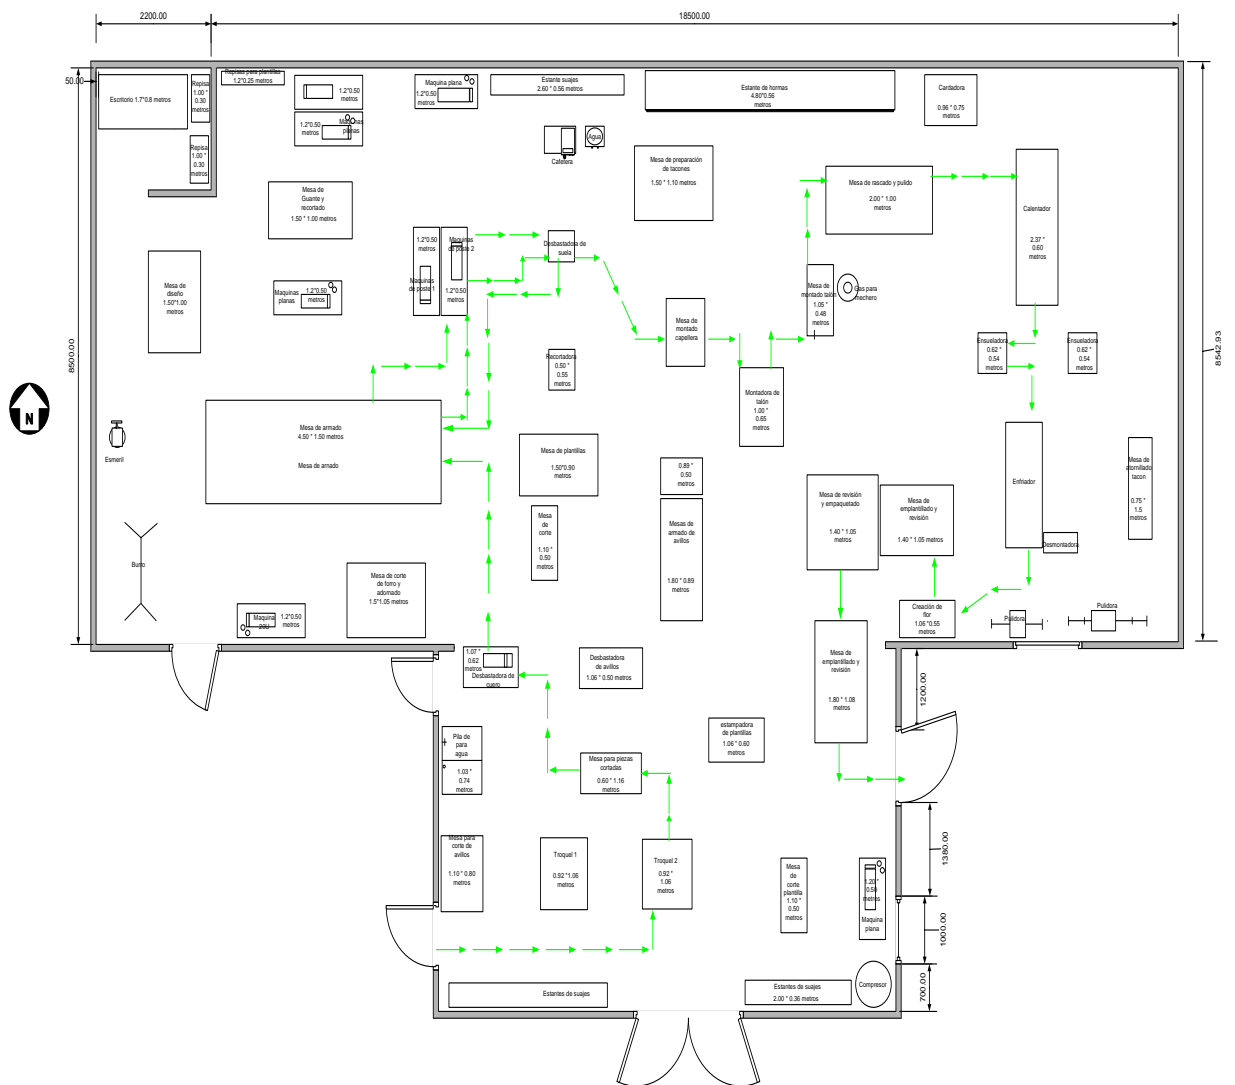 2200.00
18500.00
50.00
8500.00
8542.93
N
Escritorio 1.7*0.8 metros
Repisa
1.00 *
0.30
metros
Repisa
1.00 *
0.30
metros
Repisas para plantillas
1.2*0.25 metros
1.2*0.50
metros
1.2*0.50
metros
Maquinas
planas
Maquina plana
1.2*0.50
metros
Estante suajes
2.60 * 0.56 metros
Estante de hormas
4.80*0.56
metros
Cardadora
0.96 * 0.75
metros
Cafetera
Agua
Mesa de preparación
de tacones
1.50 * 1.10 metros
Mesa de rascado y pulido
2.00 * 1.00
metros
Calentador
2.37 *
0.60
metros
Mesa de
Guante y
recortado
1.50 * 1.00 metros
Mesa de
diseño
1.50*1.00
metros
Maquinas
planas
1.2*0.50
metros
1.2*0.50
metros
Maquinas
de poste 1
Maquinas
de poste 2
1.2*0.50
metros
Desbastadora de
suela
Mesa de
montado talón
1.05 *
0.48
metros
Gas para
mechero
Mesa de
montado
capellera
Recortadora
0.50 *
0.55
metros
Montadora de
talón
1.00 *
0.65
metros
Ensueladora
0.62 *
0.54
metros
Ensueladora
0.62 *
0.54
metros
Mesa de armado
4.50 * 1.50 metros
Mesa de arnado
Esmeril
Mesa de plantillas
1.50*0.90
metros
0.89 *
0.50
metros
Mesas de
armado de
avillos
1.80 * 0.89
metros
Mesa
de
corte
1.10 *
0.50
metros
Mesa de revisión
y empaquetado
1.40 * 1.05
metros
Mesa de
emplantillado y
revisión
1.40 * 1.05 metros
Enfriador
Desmontadora
Mesa de
atornillado
tacon
0.75 *
1.5
metros
Burro
Mesa de corte
de forro y
adornado
1.5*1.05 metros
Maquina
20U
1.2*0.50
metros
Creación de
flor
1.06 *0.55
metros
Pulidora
Pulidora
1.07 *
0.62
metros
Desbastadora de
cuero
Desbastadora
de avillos
1.06 * 0.50 metros
Mesa de
emplantillado y
revisión
1.80 * 1.08
metros
1200.00
Pila de
para
agua
1.03 *
0.74
metros
estampadora
de plantillas
1.06 * 0.60
metros
Mesa para piezas
cortadas
0.60 * 1.16
metros
Mesa para
corte de
avillos
1.10 * 0.80
metros
Troquel 1
0.92 *1.06
metros
Troquel 2
0.92 *
1.06
metros
Mesa
de
corte
plantilla
1.10 *
0.50
metros
1.20 *
0.50
metros
Maquina
plana
1380.00
1000.00
700.00
Estantes de suajes
Estantes de suajes
2.00 * 0.36 metros
Compresor